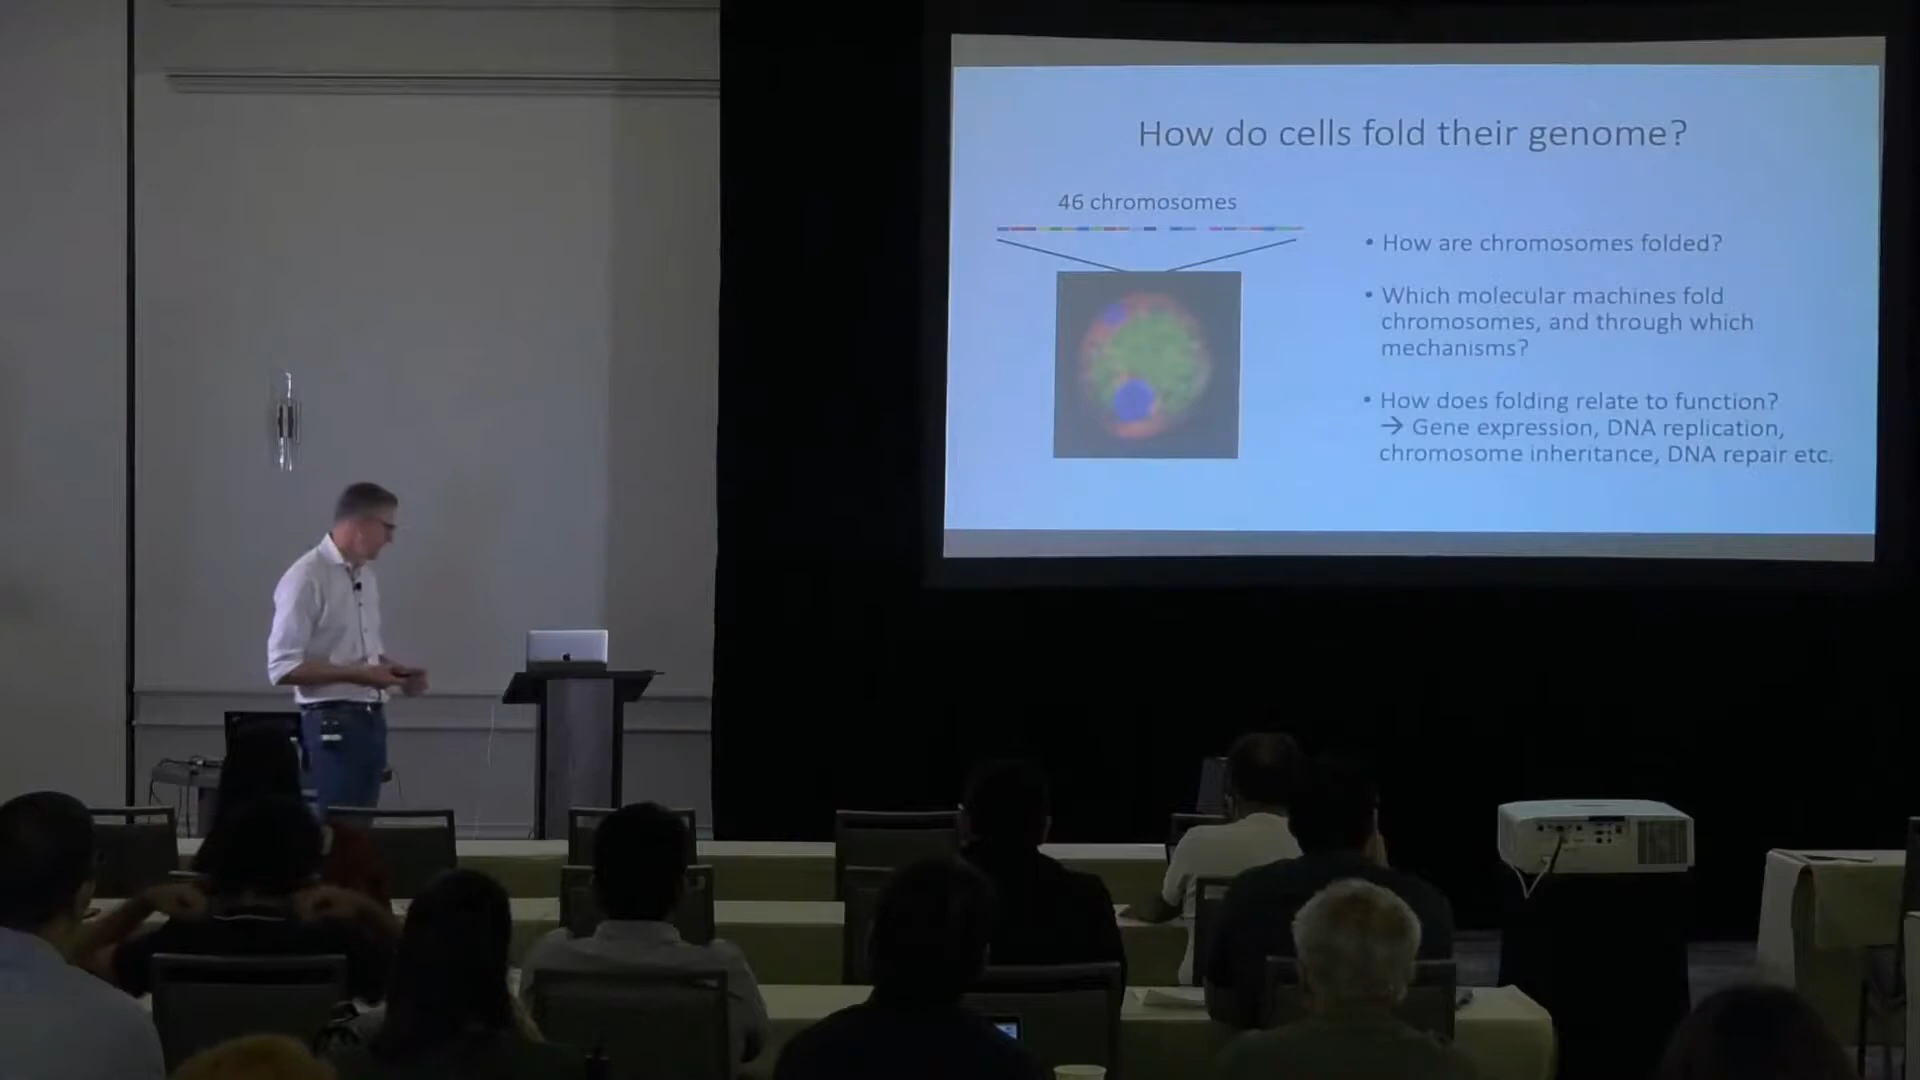 How do cells fold their genome?
46 chromosomes
• How are chromosomes folded?
• Which molecular machines fold
chromosomes, and through which
mechanisms?
• How does folding relate to function?
→ Gene expression, DNA replication,
chromosome inheritance, DNA repair etc.